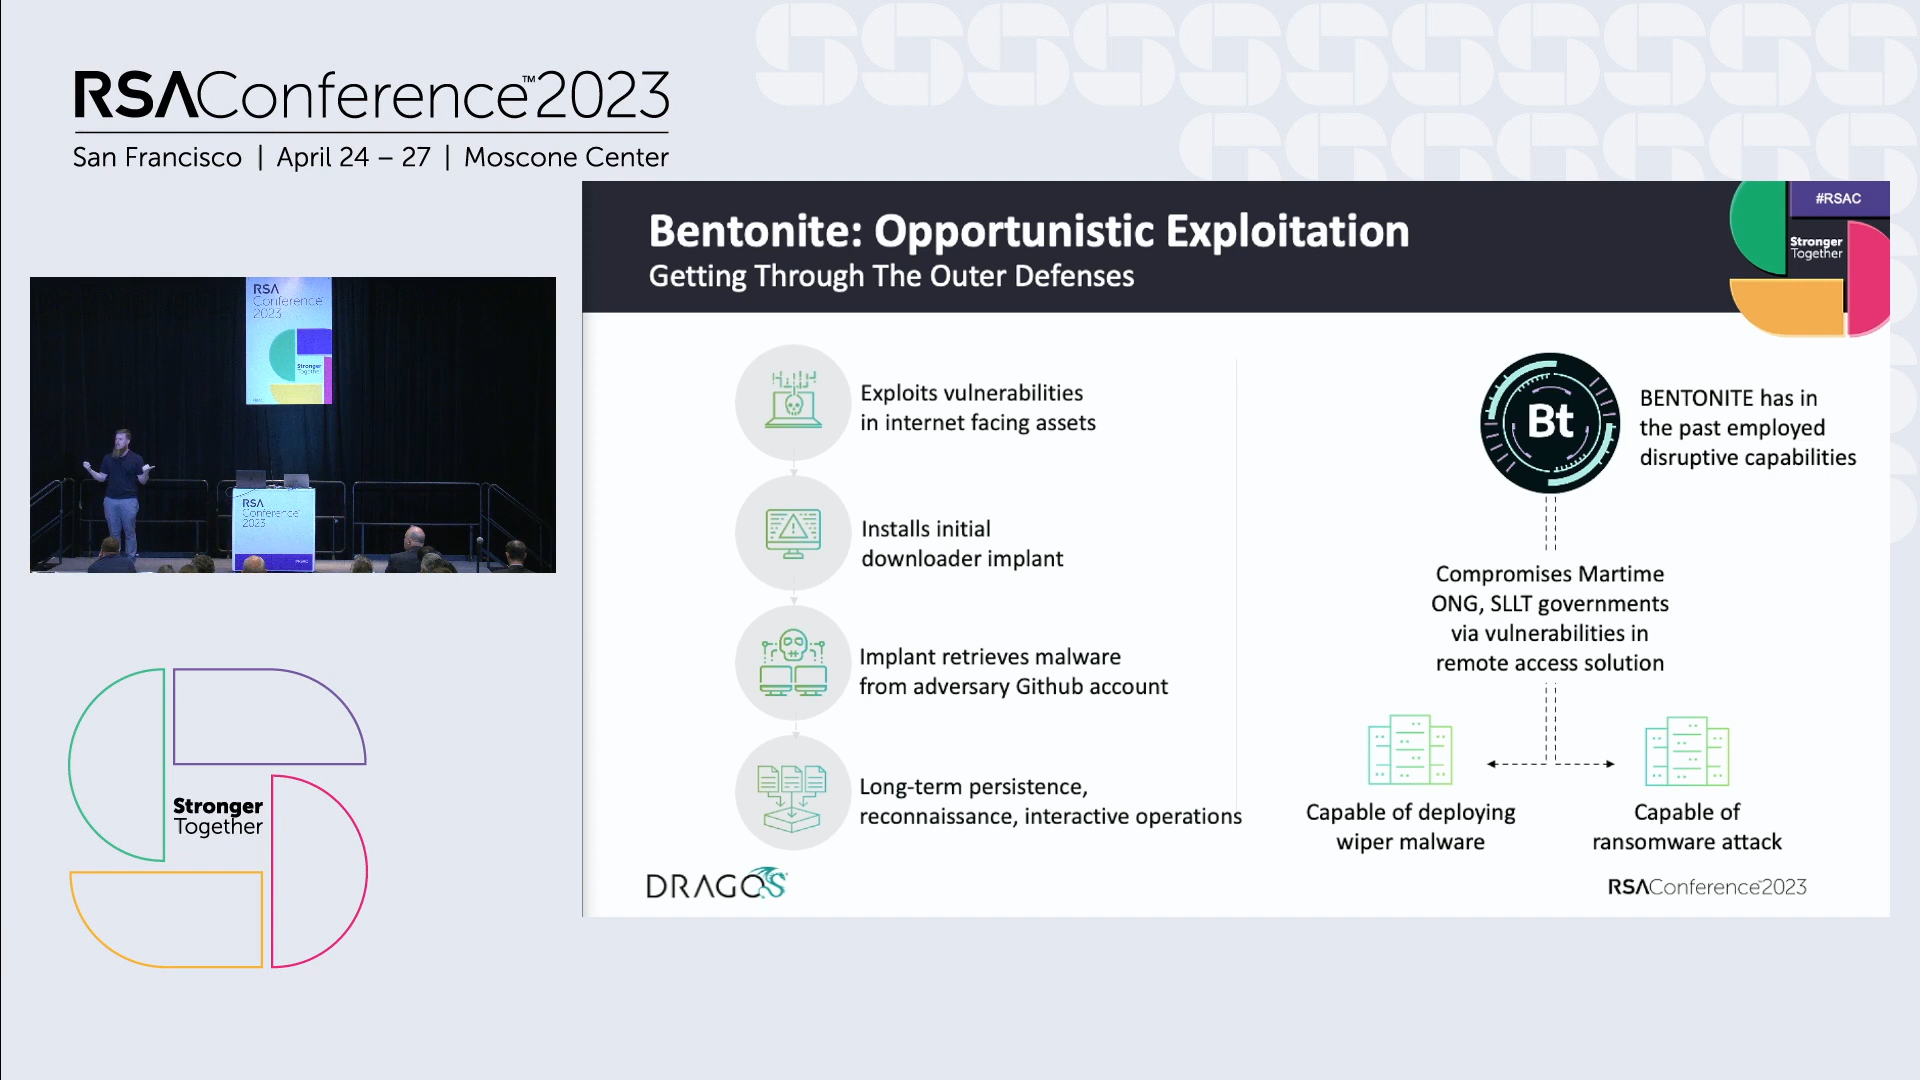 RSAConference™2023
San Francisco | April 24 – 27 | Moscone Center
RSA
Conference
2023
Stronger
Together
RSA
Conference
2023
Stronger
Together
Bentonite: Opportunistic Exploitation
Getting Through The Outer Defenses
#RSAC
Stronger
Together
Exploits vulnerabilities
in internet facing assets
Installs initial
downloader implant
Implant retrieves malware
from adversary Github account
Long-term persistence,
reconnaissance, interactive operations
Bt
BENTONITE has in
the past employed
disruptive capabilities
Compromises Martime
ONG, SLLT governments
via vulnerabilities in
remote access solution
Capable of deploying
wiper malware
Capable of
ransomware attack
DRAGOS
RSAConference™2023